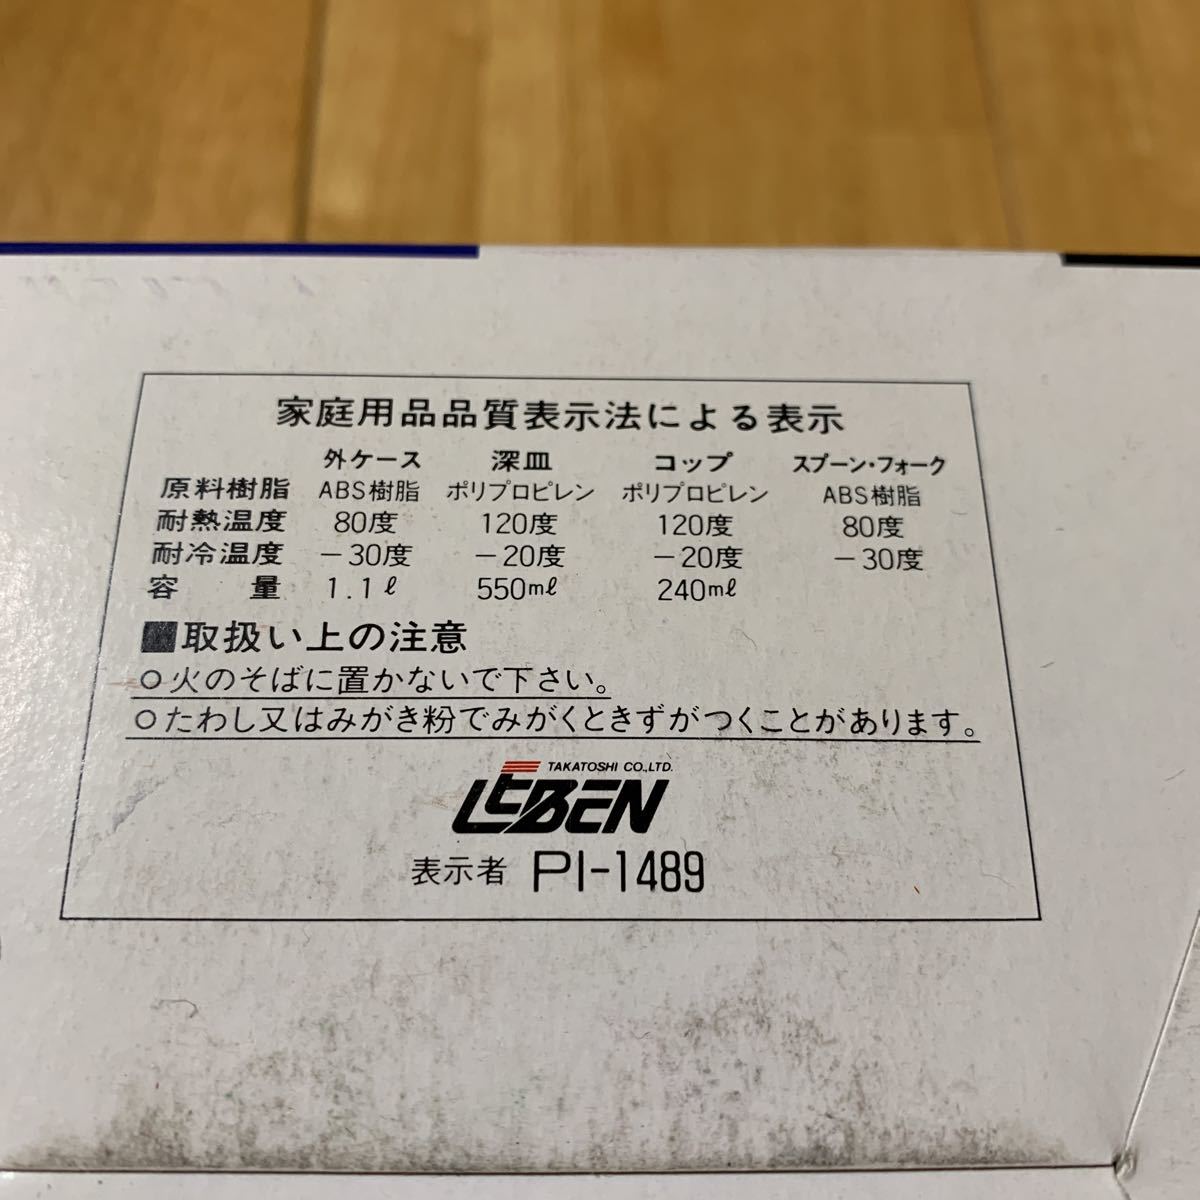 家庭用品品質表示法による表示
外ケース 深皿 コップ スプーン・フォーク
原料樹脂 ABS樹脂 ポリプロピレン ポリプロピレン ABS樹脂
耐熱温度 80度 120度 120度 80度
耐冷温度 −30度 −20度 −20度 −30度
容量 1.1ℓ 550mℓ 240mℓ
■取扱い上の注意
○火のそばに置かないで下さい。
○たわし又はみがき粉でみがくときずがつくことがあります。
TAKATOSHI CO.,LTD.
LEBEN
表示者 PI-1489